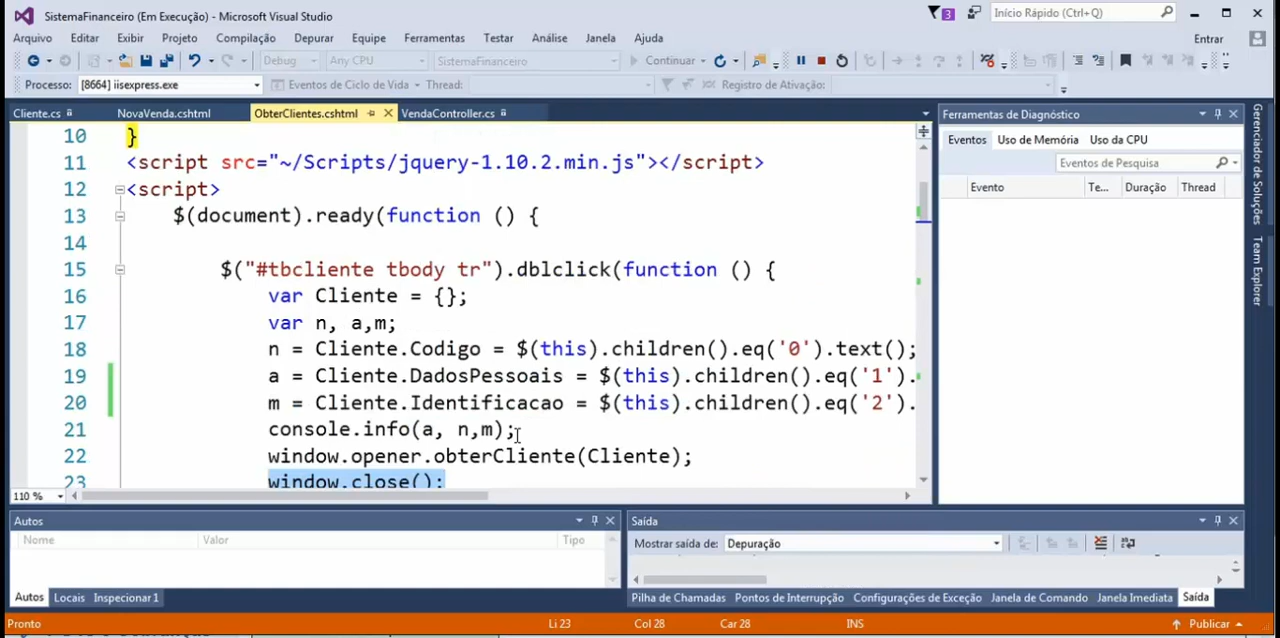 SistemaFinanceiro (Em Execução) - Microsoft Visual Studio
3
Início Rápido (Ctrl+Q)
Arquivo Editar Exibir Projeto Compilação Depurar Equipe Ferramentas Testar Análise Janela Ajuda
Entrar
Debug Any CPU SistemaFinanceiro Continuar
Processo: [8664] iisexpress.exe Eventos de Ciclo de Vida Thread: Registro de Ativação:
Cliente.cs NovaVenda.cshtml ObterClientes.cshtml VendaController.cs
10 }
11 <script src="~/Scripts/jquery-1.10.2.min.js"></script>
12 <script>
13 $(document).ready(function () {
14
15 $("#tbcliente tbody tr").dblclick(function () {
16 var Cliente = {};
17 var n, a,m;
18 n = Cliente.Codigo = $(this).children().eq('0').text();
19 a = Cliente.DadosPessoais = $(this).children().eq('1').
20 m = Cliente.Identificacao = $(this).children().eq('2').
21 console.info(a, n,m);
22 window.opener.obterCliente(Cliente);
23 window.close();
110 %
Ferramentas de Diagnóstico
Eventos Uso de Memória Uso da CPU
Eventos de Pesquisa
Evento Te... Duração Thread
Gerenciador de Soluções
Team Explorer
Autos
Nome Valor Tipo
Autos Locais Inspecionar 1
Saída
Mostrar saída de: Depuração
Pilha de Chamadas Pontos de Interrupção Configurações de Exceção Janela de Comando Janela Imediata Saída
Pronto Li 23 Col 28 Car 28 INS Publicar